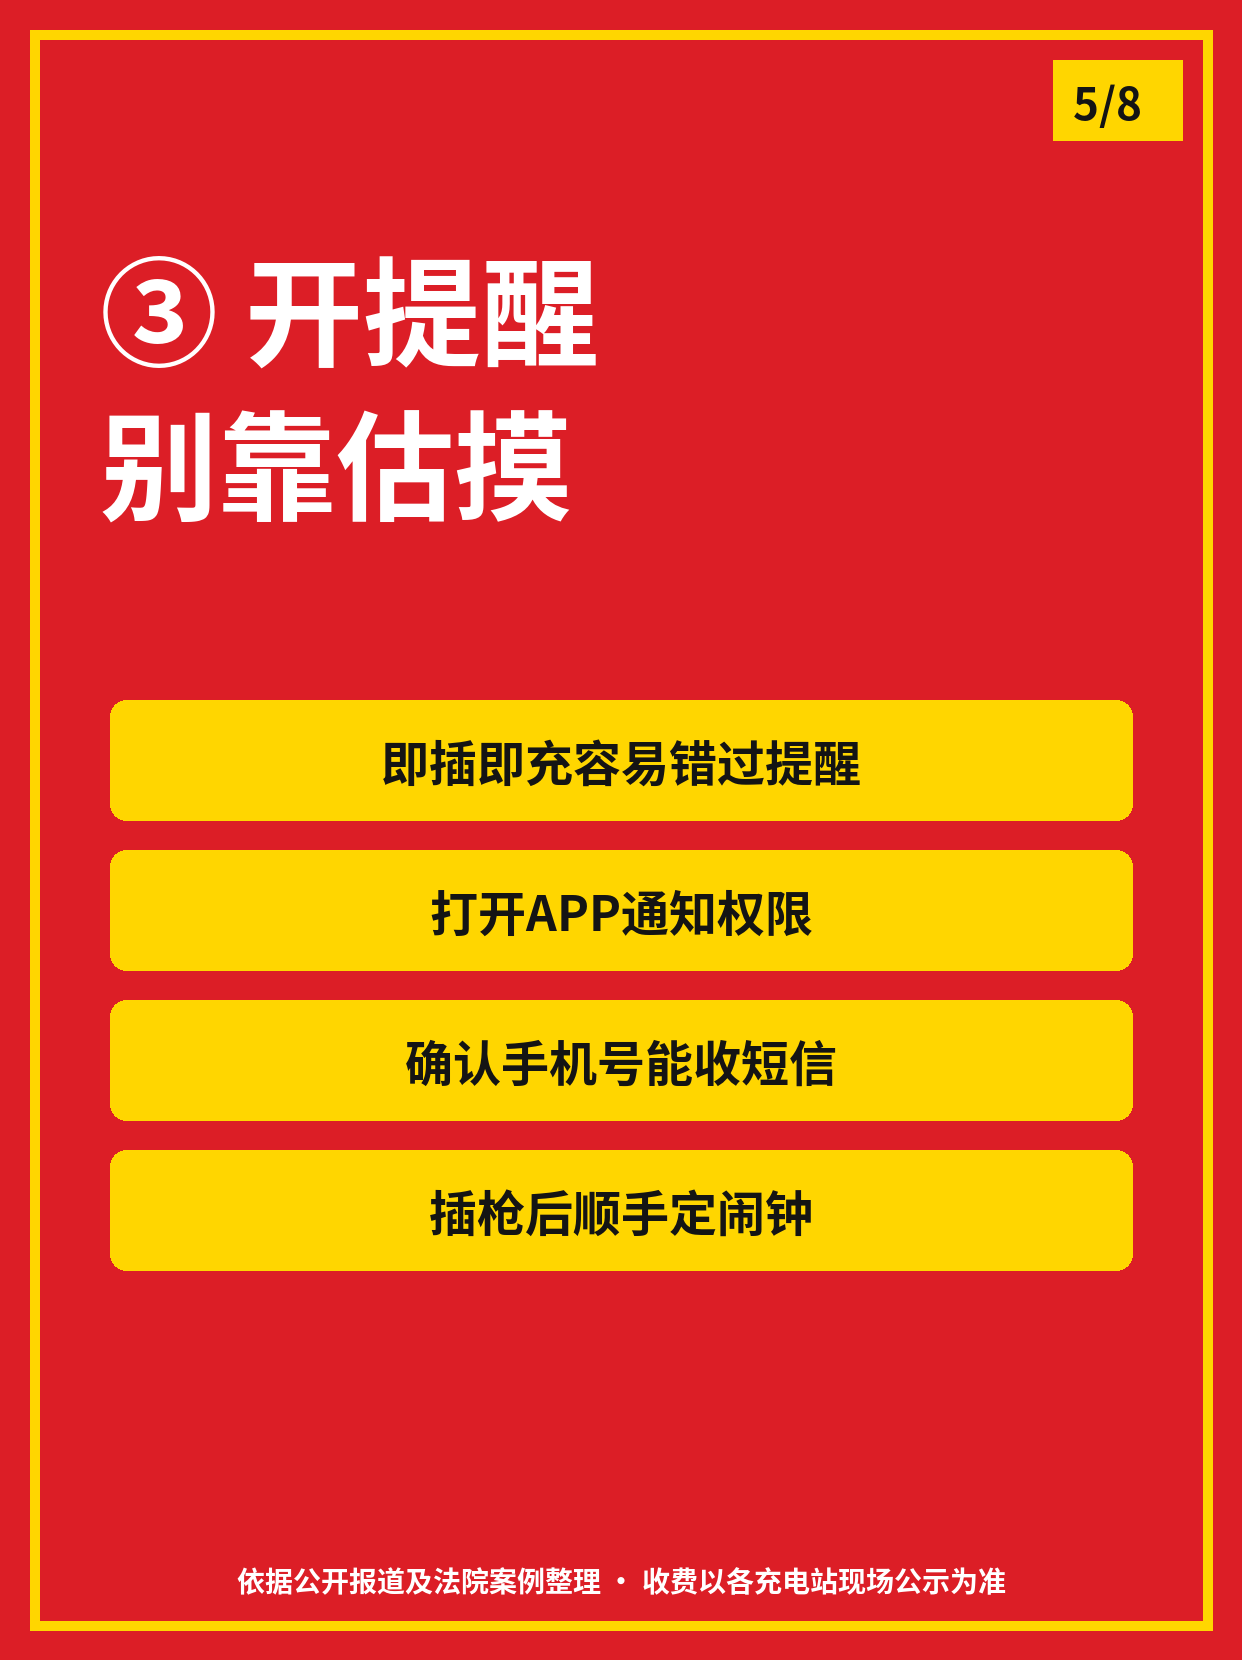 5/8
③ 开提醒
别靠估摸
即插即充容易错过提醒
打开APP通知权限
确认手机号能收短信
插枪后顺手定闹钟
依据公开报道及法院案例整理 · 收费以各充电站现场公示为准